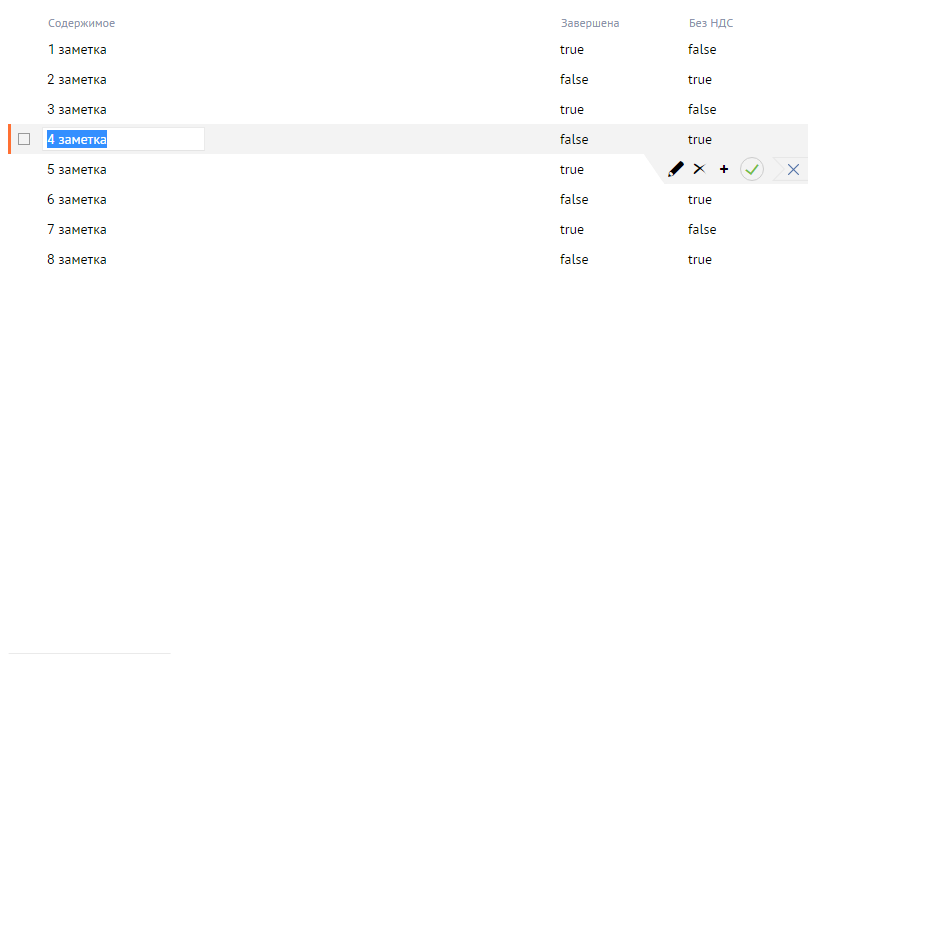 Содержимое Завершена Без НДС
1 заметка true false
2 заметка false true
3 заметка true false
4 заметка false true
5 заметка true
6 заметка false true
7 заметка true false
8 заметка false true